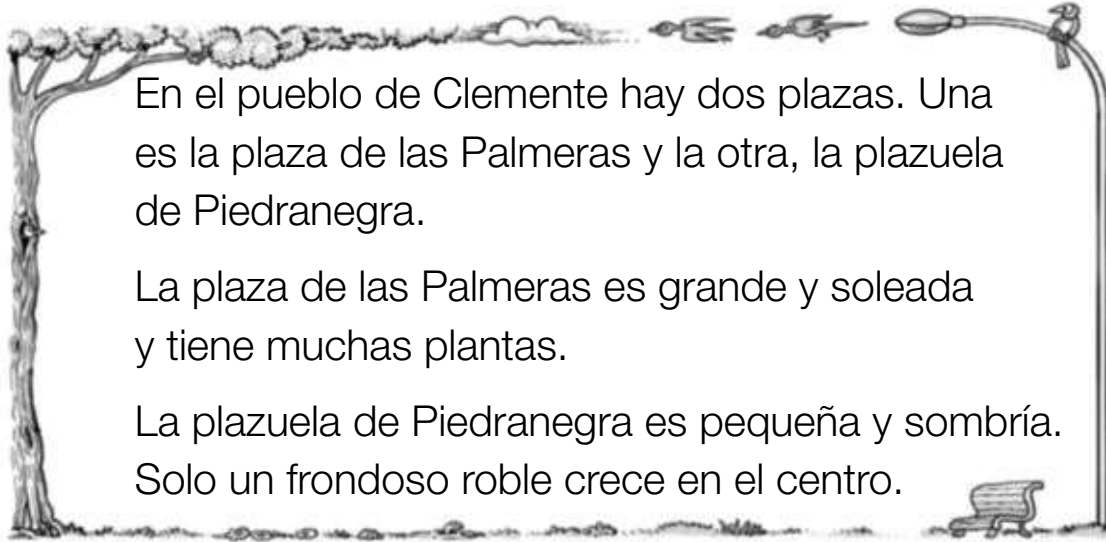 En el pueblo de Clemente hay dos plazas. Una
es la plaza de las Palmeras y la otra, la plazuela
de Piedranegra.
La plaza de las Palmeras es grande y soleada
y tiene muchas plantas.
La plazuela de Piedranegra es pequeña y sombría.
Solo un frondoso roble crece en el centro.